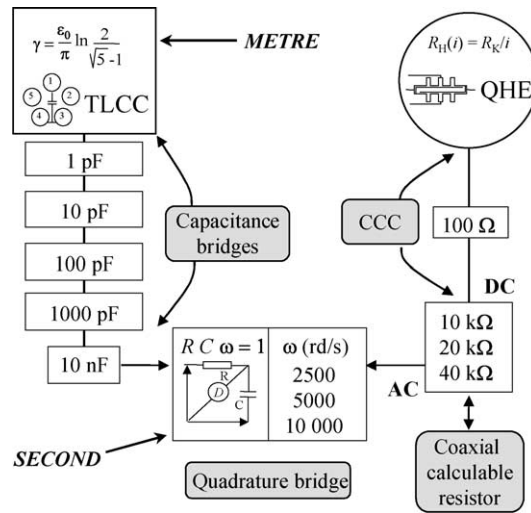 γ = ε₀/π ln 2/√5-1
1
5 2
4 3
TLCC
METRE
R_H(i) = R_K/i
QHE
1 pF
10 pF
100 pF
1000 pF
10 nF
Capacitance
bridges
CCC
100 Ω
DC
10 kΩ
20 kΩ
40 kΩ
AC
R C ω = 1
R
D
C
ω (rd/s)
2500
5000
10 000
SECOND
Quadrature bridge
Coaxial
calculable
resistor